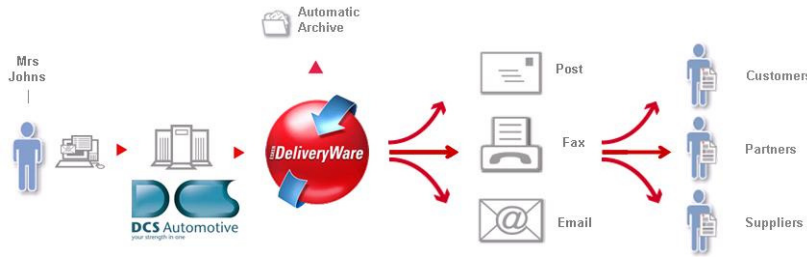 Automatic
Archive
Mrs
Johns
Post
Customers
DeliveryWare
Fax
Partners
DCS
DCS Automotive
your strength in one
Email
Suppliers